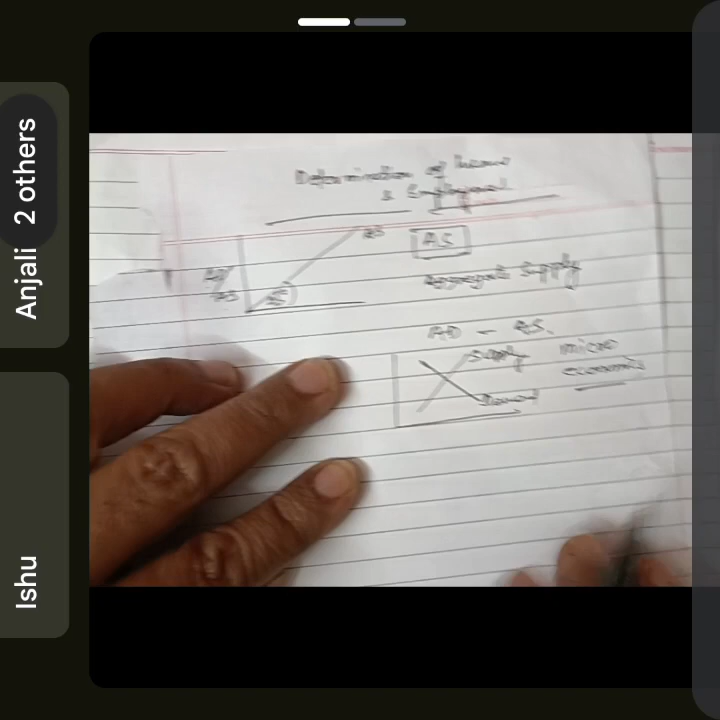 Determination of Income
& Employment
AS
AS
AD/
AS
45°
Aggregate Supply
AD - AS.
Supply
micro
economics
Demand
Anjali 2 others
Ishu